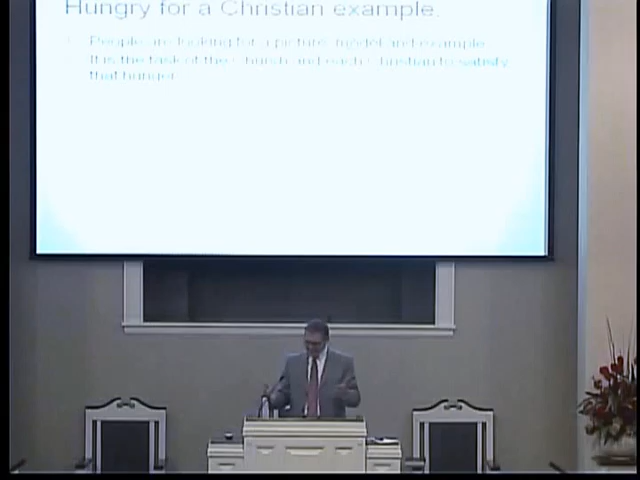 Hungry for a Christian example.
People are looking for a picture, model and example.
It is the task of the Church and each Christian to satisfy
that hunger.